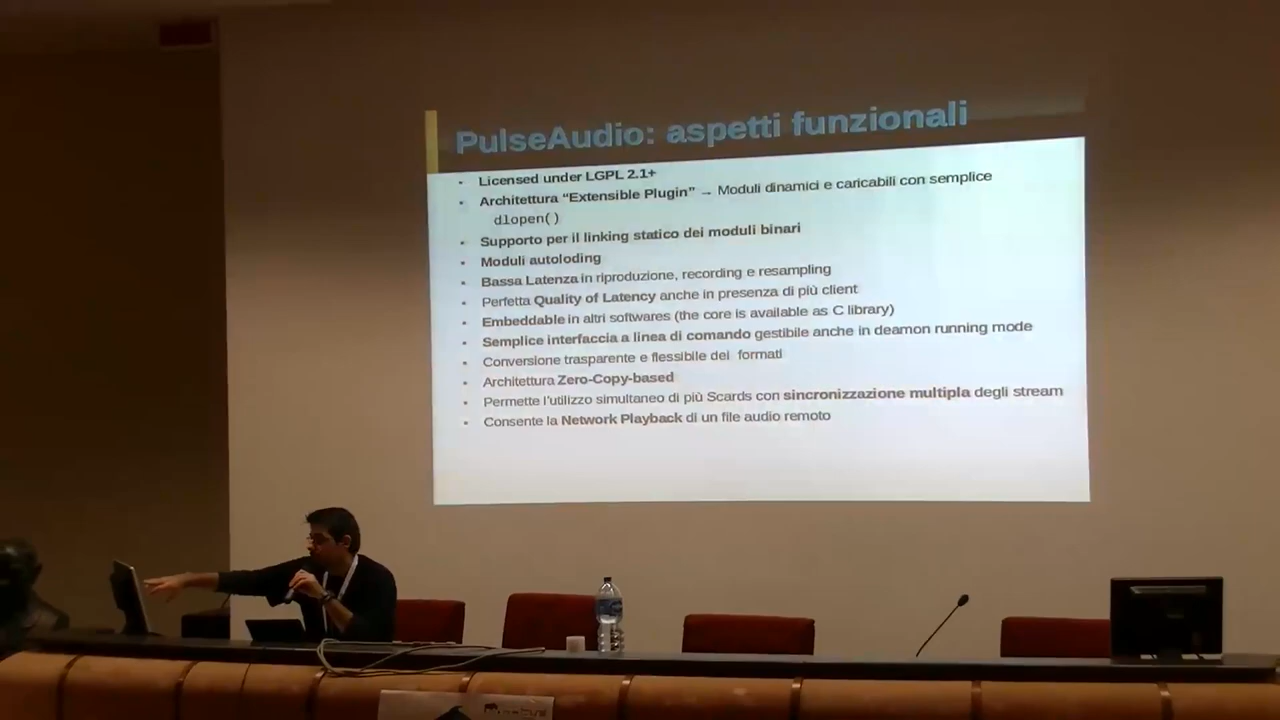 PulseAudio: aspetti funzionali
• Licensed under LGPL 2.1+
• Architettura “Extensible Plugin” → Moduli dinamici e caricabili con semplice
dlopen()
• Supporto per il linking statico dei moduli binari
• Moduli autoloding
• Bassa Latenza in riproduzione, recording e resampling
• Perfetta Quality of Latency anche in presenza di più client
• Embeddable in altri softwares (the core is available as C library)
• Semplice interfaccia a linea di comando gestibile anche in deamon running mode
• Conversione trasparente e flessibile dei formati
• Architettura Zero-Copy-based
• Permette l'utilizzo simultaneo di più Scards con sincronizzazione multipla degli stream
• Consente la Network Playback di un file audio remoto